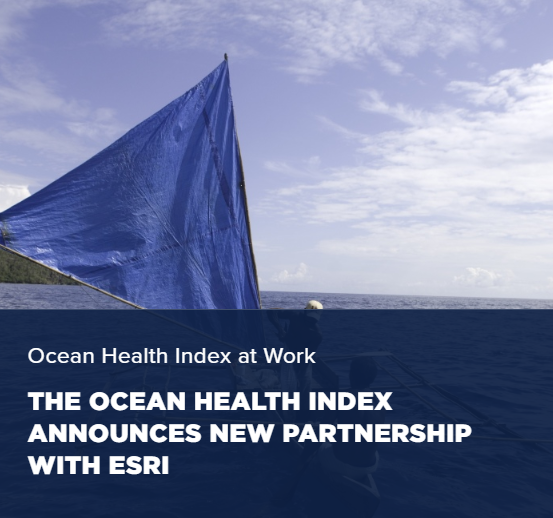 Ocean Health Index at Work
THE OCEAN HEALTH INDEX
ANNOUNCES NEW PARTNERSHIP
WITH ESRI